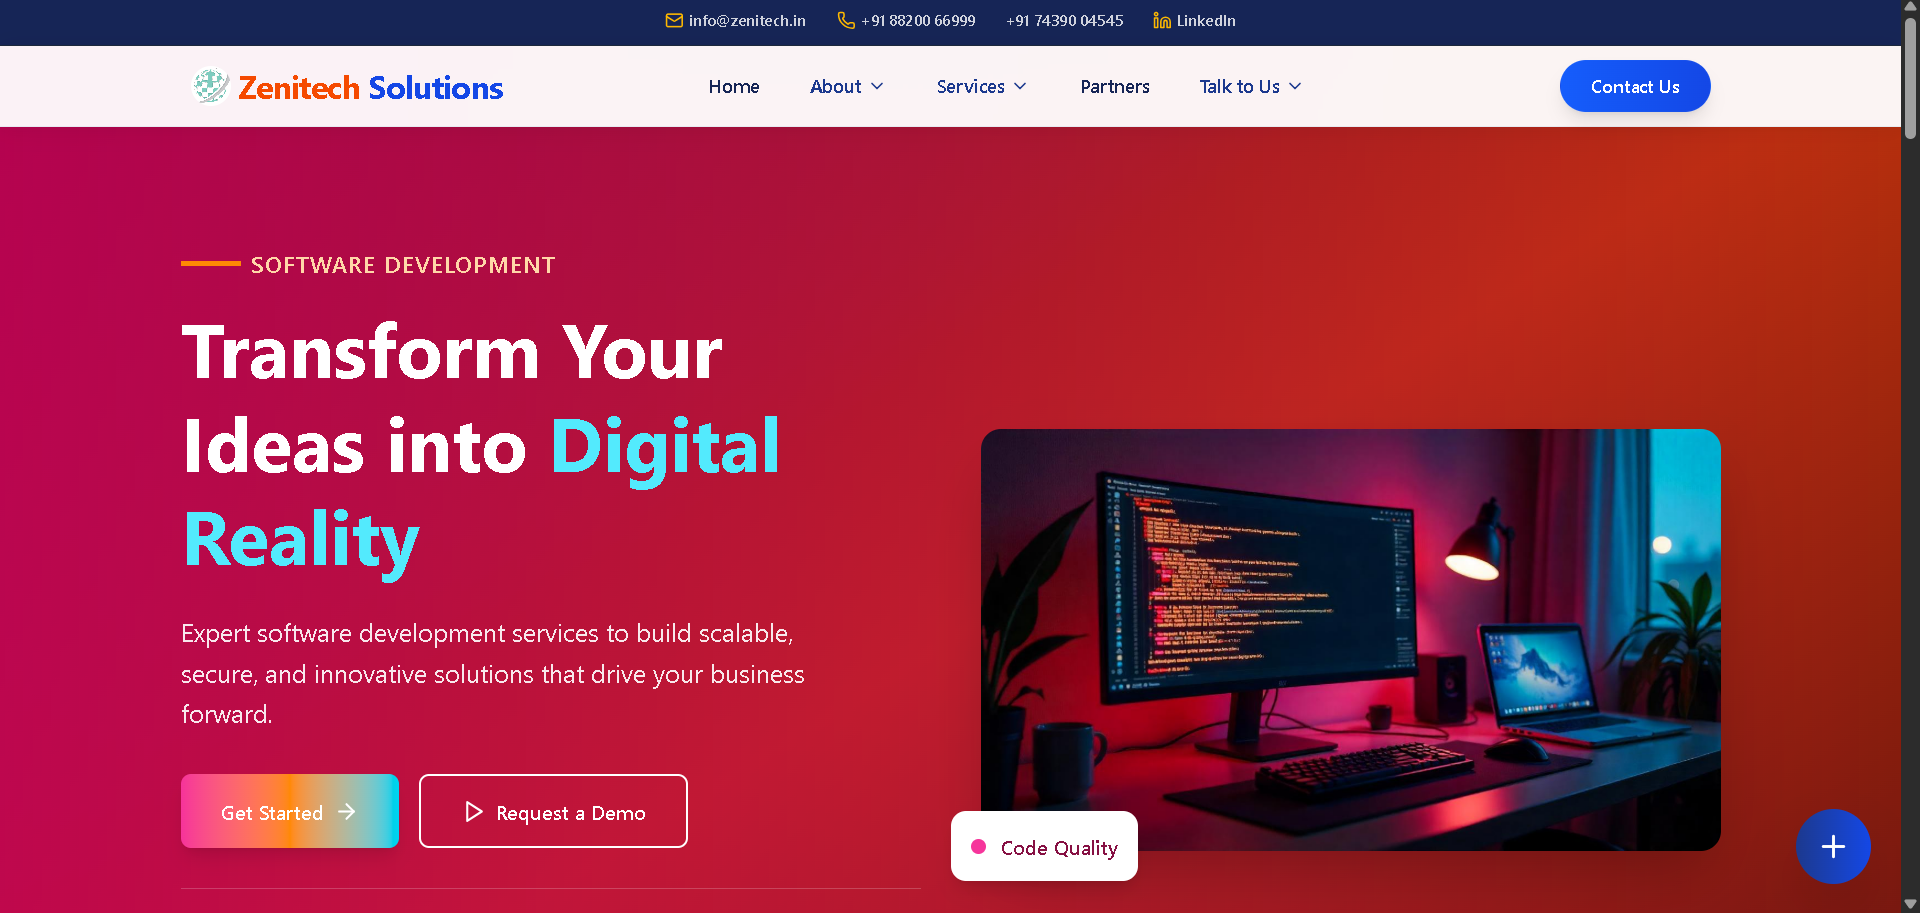 info@zenitech.in +91 88200 66999 +91 74390 04545 LinkedIn
Zenitech Solutions Home About Services Partners Talk to Us Contact Us
SOFTWARE DEVELOPMENT
Transform Your
Ideas into Digital
Reality
Expert software development services to build scalable,
secure, and innovative solutions that drive your business
forward.
Get Started Request a Demo
Code Quality